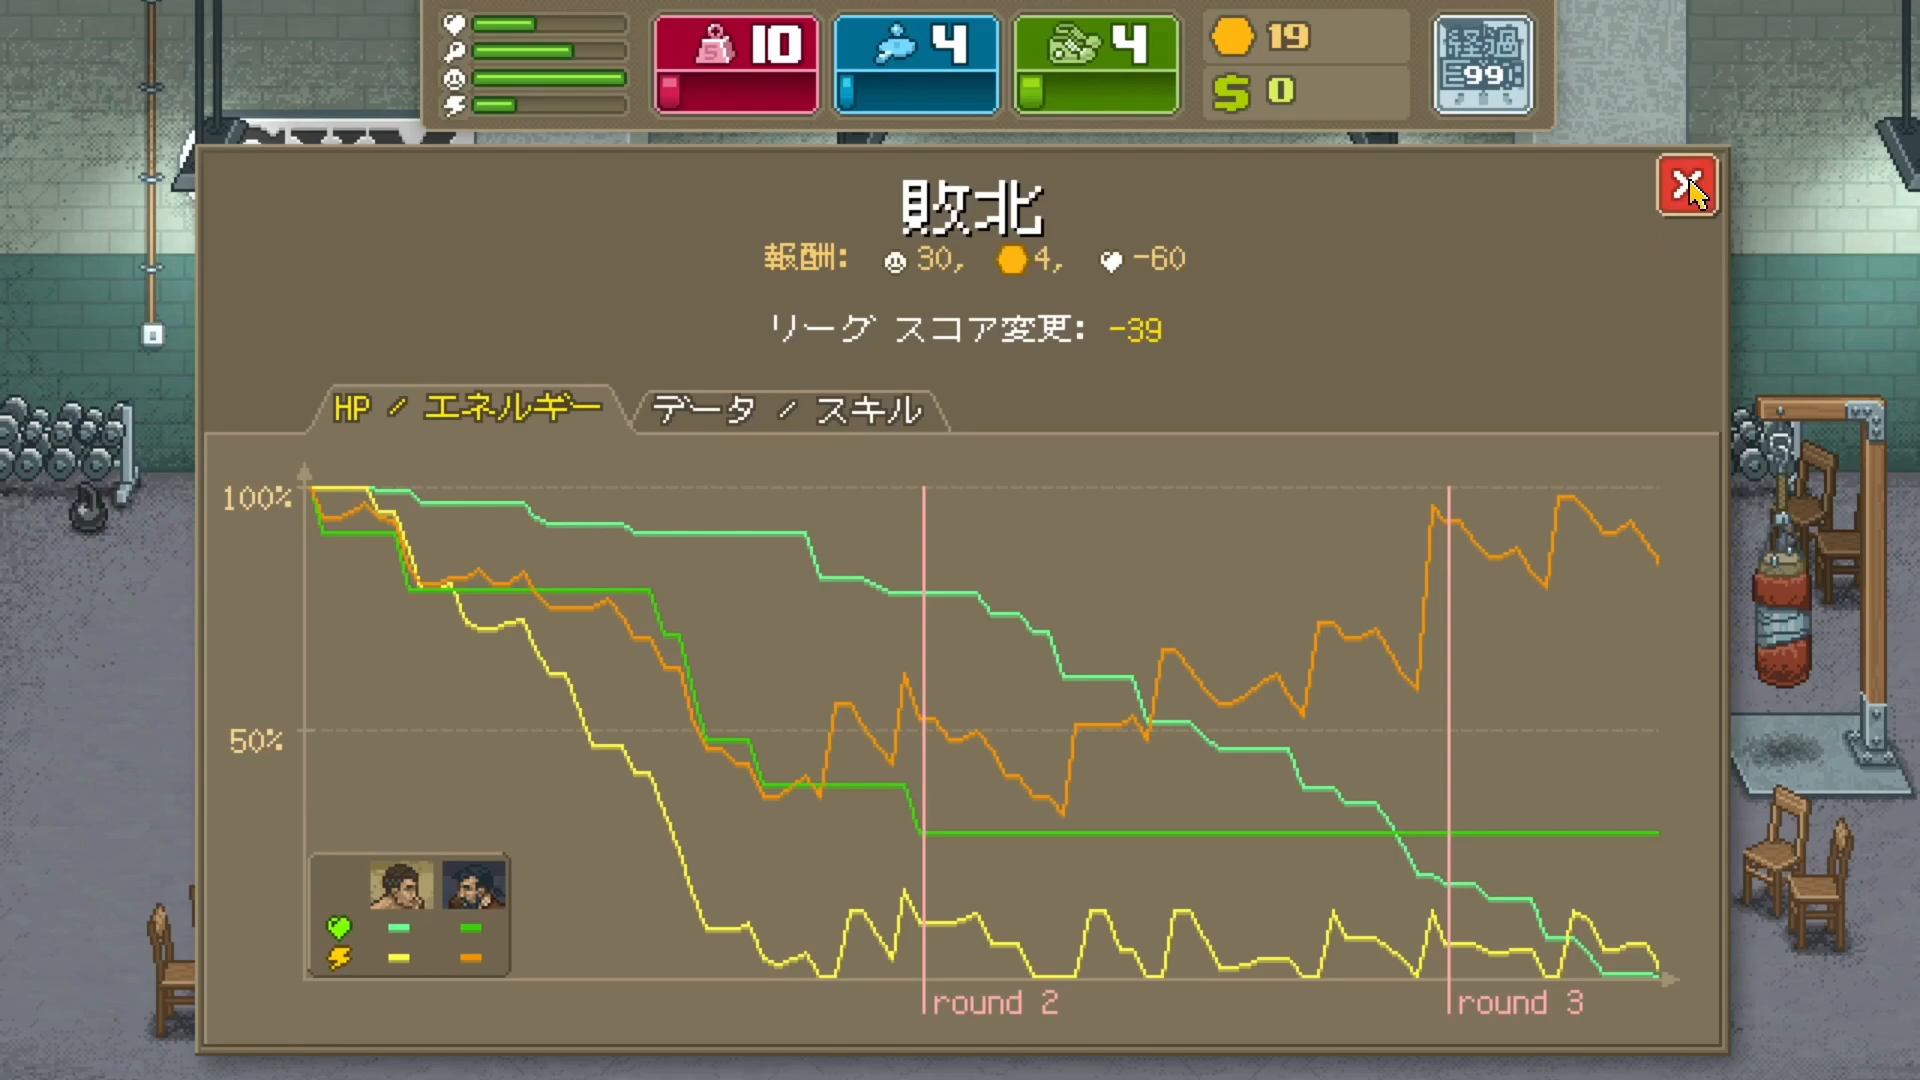 10
4
4
19
0
経過
99
敗北
報酬: 30, 4, -60
リーグ スコア変更: -39
HP / エネルギー
データ / スキル
100%
50%
round 2
round 3